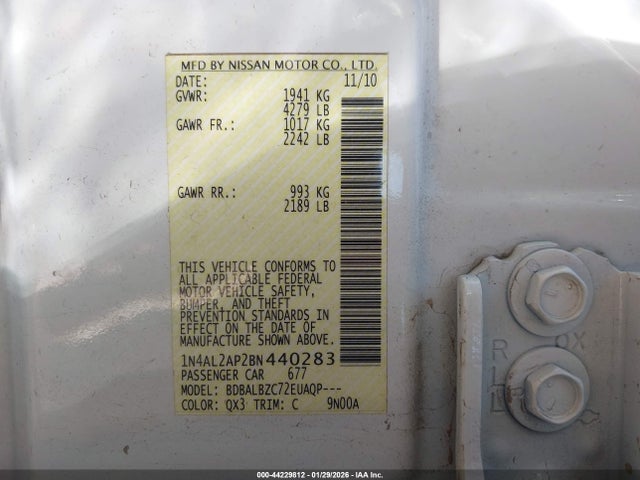 MFD BY NISSAN MOTOR CO., LTD.
DATE: 11/10
GVWR: 1941 KG
4279 LB
GAWR FR.: 1017 KG
2242 LB
GAWR RR.: 993 KG
2189 LB
THIS VEHICLE CONFORMS TO
ALL APPLICABLE FEDERAL
MOTOR VEHICLE SAFETY,
BUMPER, AND THEFT
PREVENTION STANDARDS IN
EFFECT ON THE DATE OF
MANUFACTURE SHOWN ABOVE.
1N4AL2AP2BN440283
PASSENGER CAR 677
MODEL: BDBALBZC72EUAQP---
COLOR: QX3 TRIM: C 9N00A
000-44229812 - 01/29/2026 - IAA Inc.